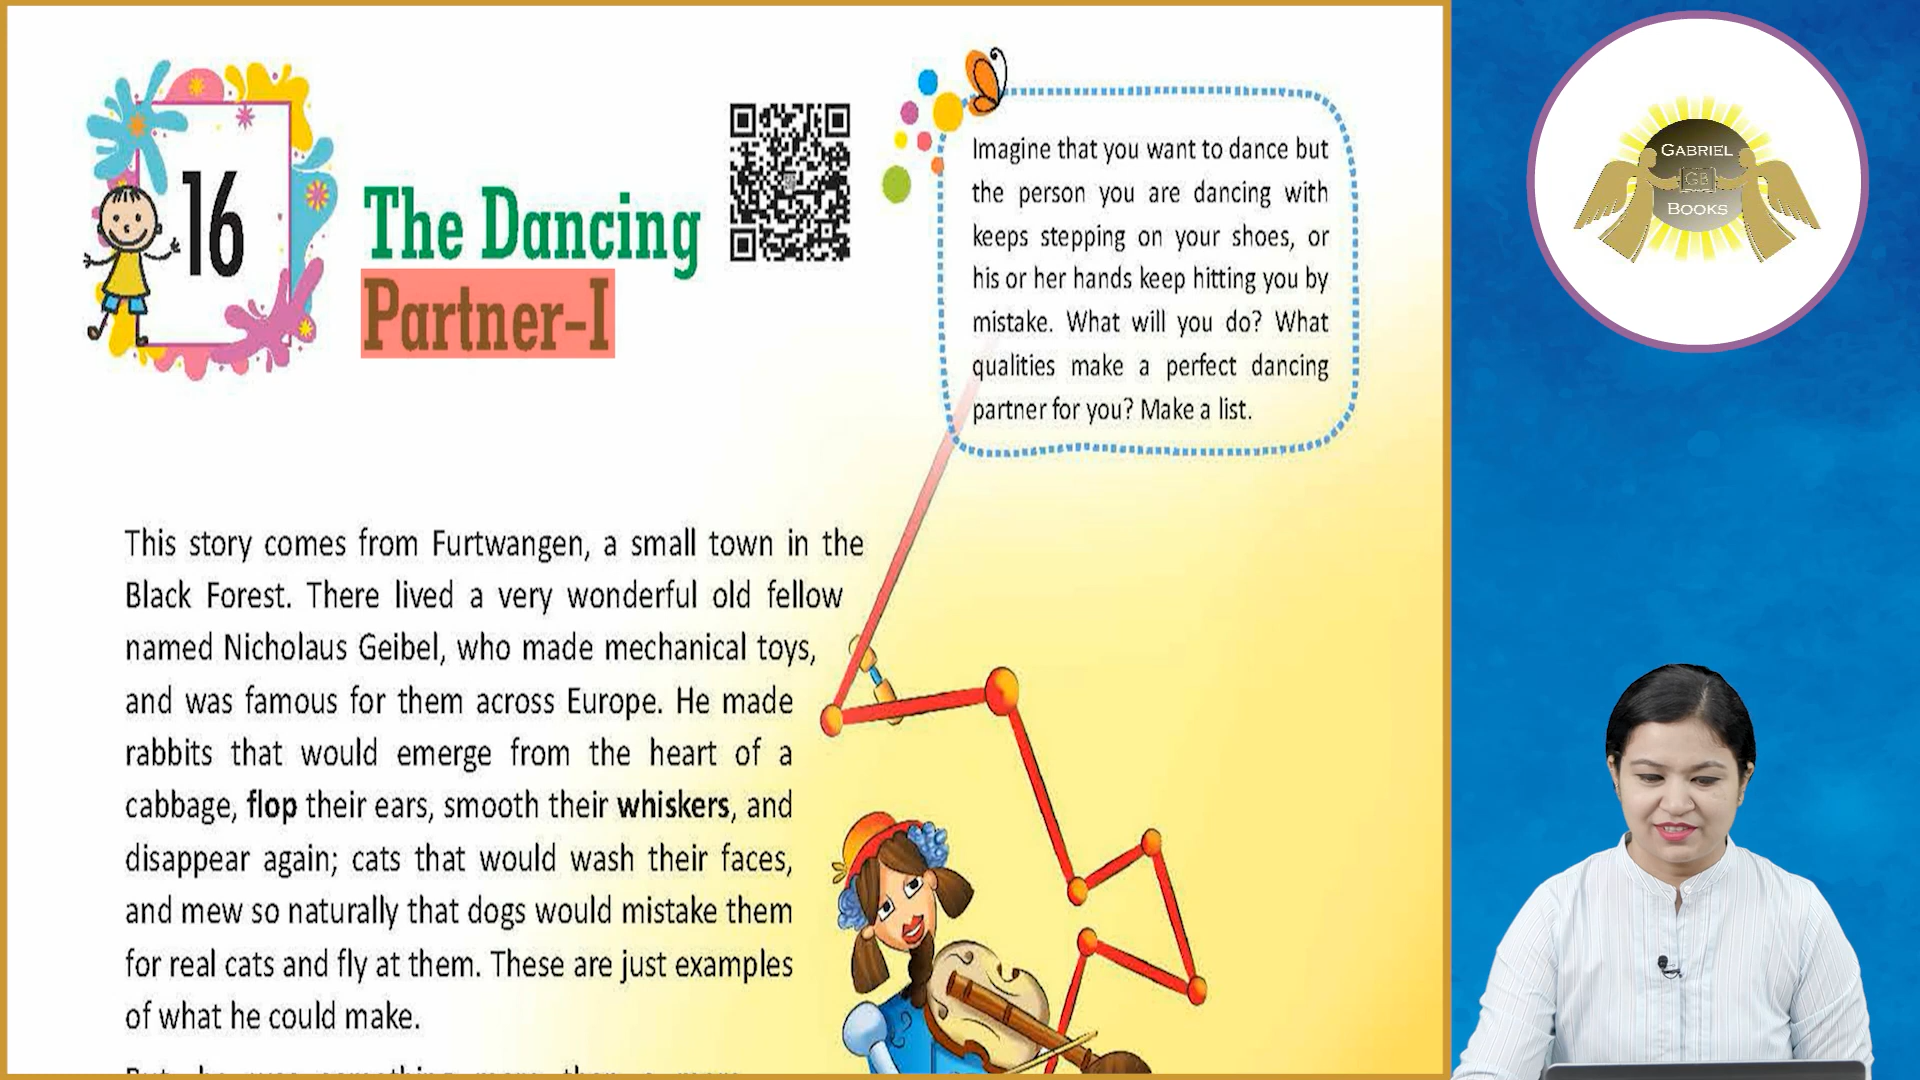 16
The Dancing
Partner-I
Imagine that you want to dance but
the person you are dancing with
keeps stepping on your shoes, or
his or her hands keep hitting you by
mistake. What will you do? What
qualities make a perfect dancing
partner for you? Make a list.
This story comes from Furtwangen, a small town in the
Black Forest. There lived a very wonderful old fellow
named Nicholaus Geibel, who made mechanical toys,
and was famous for them across Europe. He made
rabbits that would emerge from the heart of a
cabbage, flop their ears, smooth their whiskers, and
disappear again; cats that would wash their faces,
and mew so naturally that dogs would mistake them
for real cats and fly at them. These are just examples
of what he could make.
GABRIEL
GB
BOOKS